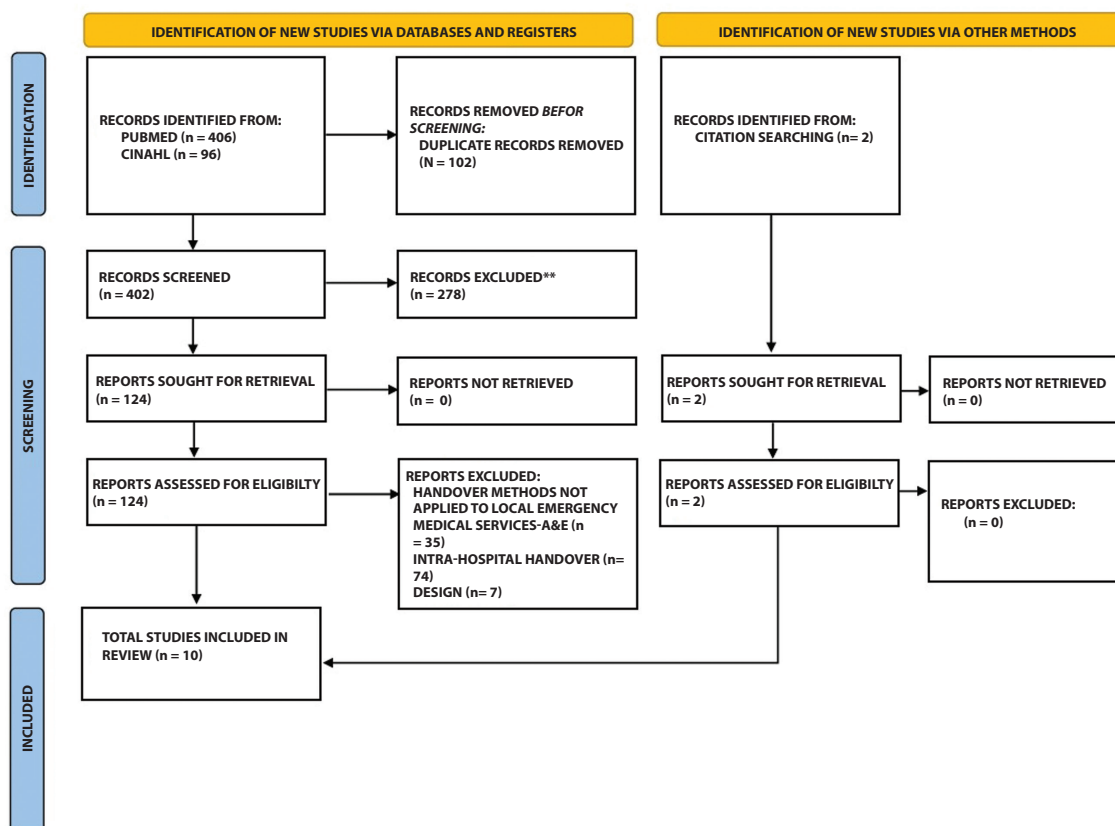 IDENTIFICATION OF NEW STUDIES VIA DATABASES AND REGISTERS
IDENTIFICATION OF NEW STUDIES VIA OTHER METHODS
IDENTIFICATION
RECORDS IDENTIFIED FROM:
PUBMED (n = 406)
CINAHL (n = 96)
RECORDS REMOVED BEFOR
SCREENING:
DUPLICATE RECORDS REMOVED
(N = 102)
RECORDS IDENTIFIED FROM:
CITATION SEARCHING (n= 2)
SCREENING
RECORDS SCREENED
(n = 402)
RECORDS EXCLUDED**
(n = 278)
REPORTS SOUGHT FOR RETRIEVAL
(n = 124)
REPORTS NOT RETRIEVED
(n = 0)
REPORTS SOUGHT FOR RETRIEVAL
(n = 2)
REPORTS NOT RETRIEVED
(n = 0)
REPORTS ASSESSED FOR ELIGIBILTY
(n = 124)
REPORTS EXCLUDED:
HANDOVER METHODS NOT
APPLIED TO LOCAL EMERGENCY
MEDICAL SERVICES-A&E (n
= 35)
INTRA-HOSPITAL HANDOVER (n=
74)
DESIGN (n= 7)
REPORTS ASSESSED FOR ELIGIBILTY
(n = 2)
REPORTS EXCLUDED:
(n = 0)
INCLUDED
TOTAL STUDIES INCLUDED IN
REVIEW (n = 10)